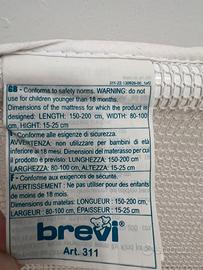 GB - Conforms to safety norms. WARNING: do not
use for children younger than 18 months.
Dimensions of the mattress for which the product is
designed: LENGTH: 150-200 cm, WIDTH: 80-100
cm, HIGHT: 15-25 cm
I - Conforme alle esigenze di sicurezza.
AVVERTENZA: non utilizzare per bambini di età
inferiore ai 18 mesi. Dimensioni del materasso per cui
il prodotto è previsto: LUNGHEZZA: 150-200 cm
LARGHEZZA: 80-100 cm, ALTEZZA: 15-25 cm
F - Conforme aux exigences de sécurité.
AVERTISSEMENT: Ne pas utiliser pour des enfants
de moins de 18 mois.
Dimensions du matelas: LONGUEUR: 150-200 cm,
LARGEUR: 80-100 cm, EPAISSEUR: 15-25 cm
brevi
Art. 311